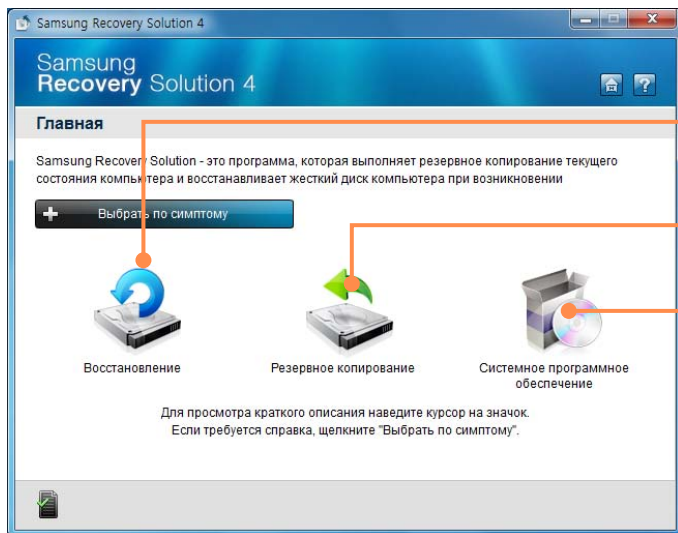 Samsung Recovery Solution 4
Samsung
Recovery Solution 4
Главная
Samsung Recovery Solution - это программа, которая выполняет резервное копирование текущего
состояния компьютера и восстанавливает жесткий диск компьютера при возникновении
Выбрать по симптому
Восстановление
Резервное копирование
Системное программное
обеспечение
Для просмотра краткого описания наведите курсор на значок.
Если требуется справка, щелкните "Выбрать по симптому".